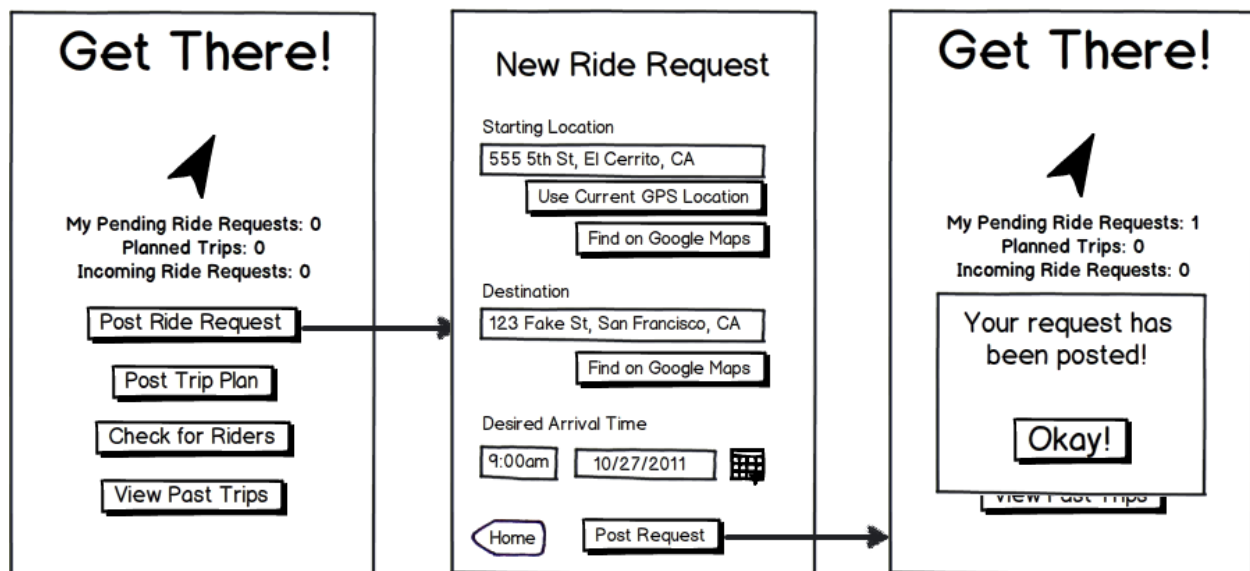 Get There!
My Pending Ride Requests: 0
Planned Trips: 0
Incoming Ride Requests: 0
Post Ride Request
Post Trip Plan
Check for Riders
View Past Trips
New Ride Request
Starting Location
555 5th St, El Cerrito, CA
Use Current GPS Location
Find on Google Maps
Destination
123 Fake St, San Francisco, CA
Find on Google Maps
Desired Arrival Time
9:00am 10/27/2011
Home Post Request
Get There!
My Pending Ride Requests: 1
Planned Trips: 0
Incoming Ride Requests: 0
Your request has
been posted!
Okay!
View Past Trips